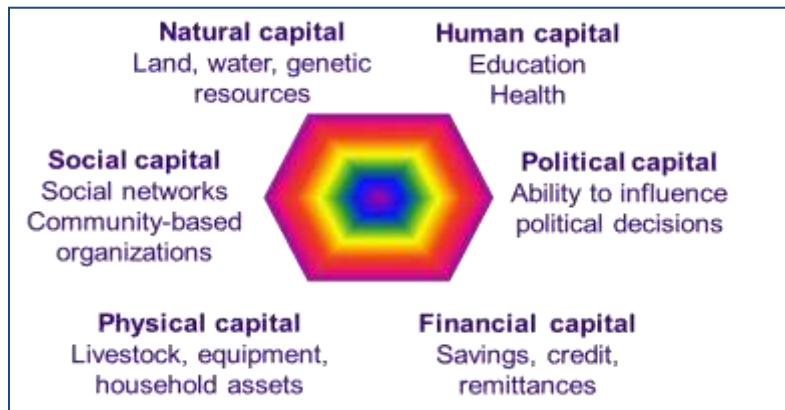 Natural capital
Land, water, genetic
resources
Human capital
Education
Health
Social capital
Social networks
Community-based
organizations
Political capital
Ability to influence
political decisions
Physical capital
Livestock, equipment,
household assets
Financial capital
Savings, credit,
remittances